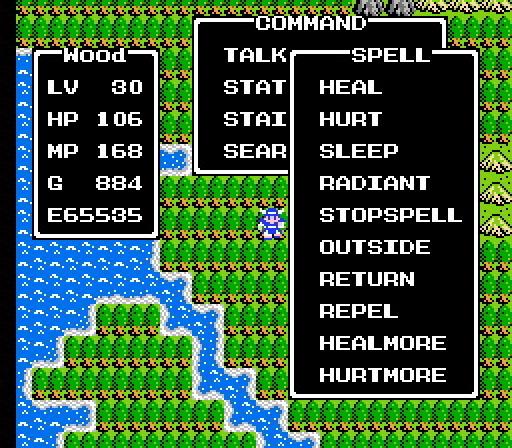 COMMAND
TALK
STAT
STAI
SEAR
Wood
LV 30
HP 106
MP 168
G 884
E65535
SPELL
HEAL
HURT
SLEEP
RADIANT
STOPSPELL
OUTSIDE
RETURN
REPEL
HEALMORE
HURTMORE